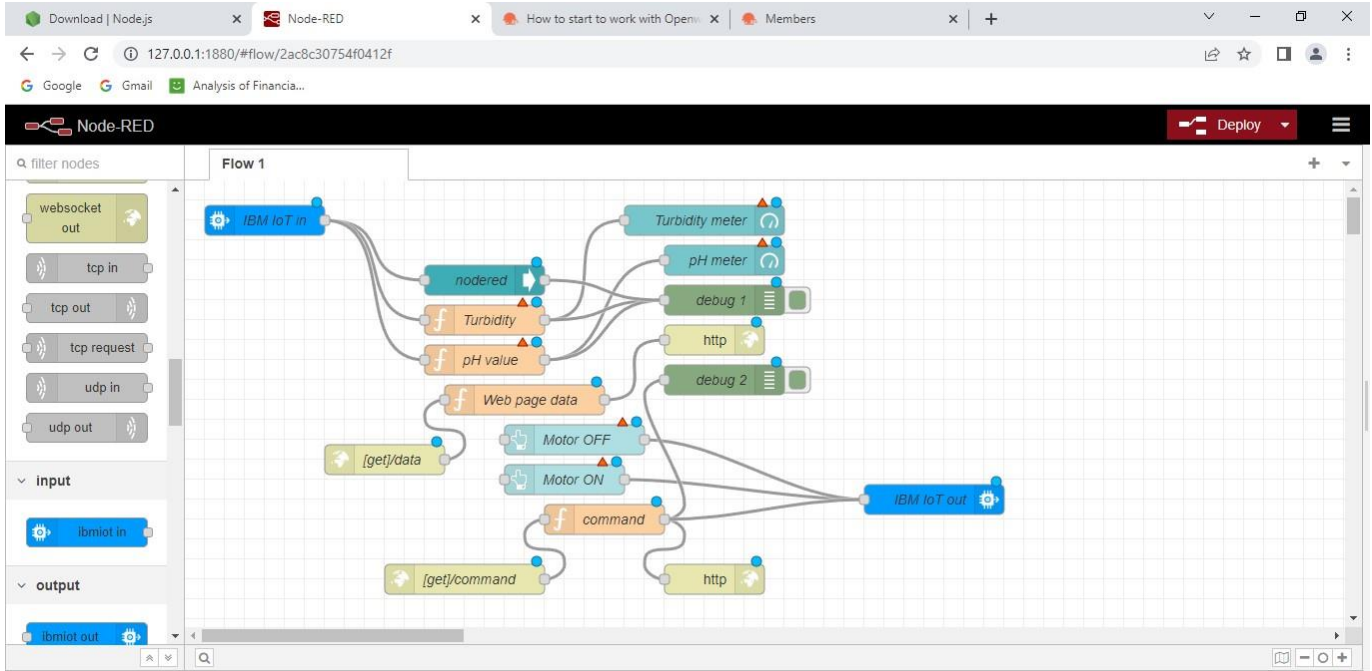 Download | Node.js
Node-RED
How to start to work with Openw
Members
127.0.0.1:1880/#flow/2ac8c30754f0412f
Google
Gmail
Analysis of Financia...
Node-RED
Deploy
filter nodes
Flow 1
websocket
out
tcp in
tcp out
tcp request
udp in
udp out
input
ibmiot in
output
ibmiot out
IBM IoT in
Turbidity meter
pH meter
nodered
debug 1
Turbidity
http
pH value
debug 2
Web page data
Motor OFF
[get]/data
Motor ON
IBM IoT out
command
[get]/command
http